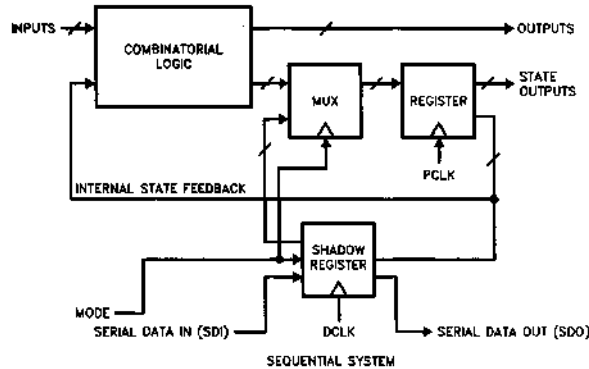 INPUTS
COMBINATORIAL
LOGIC
OUTPUTS
MUX
REGISTER
STATE
OUTPUTS
PCLK
INTERNAL STATE FEEDBACK
SHADOW
REGISTER
MODE
SERIAL DATA IN (SDI)
DCLK
SERIAL DATA OUT (SDO)
SEQUENTIAL SYSTEM